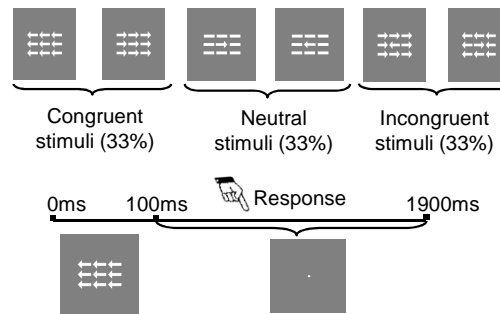 Congruent
stimuli (33%)
Neutral
stimuli (33%)
Incongruent
stimuli (33%)
0ms
100ms
Response
1900ms